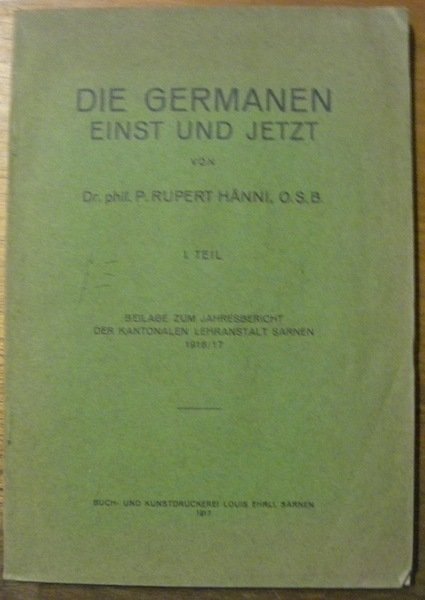 DIE GERMANEN
EINST UND JETZT
VON
Dr. phil. P. RUPERT HÄNNI, O.S.B.
I. TEIL
BEILAGE ZUM JAHRESBERICHT
DER KANTONALEN LEHRANSTALT SARNEN
1916/17
BUCH- UND KUNSTDRUCKEREI LOUIS EHRLI, SARNEN
1917